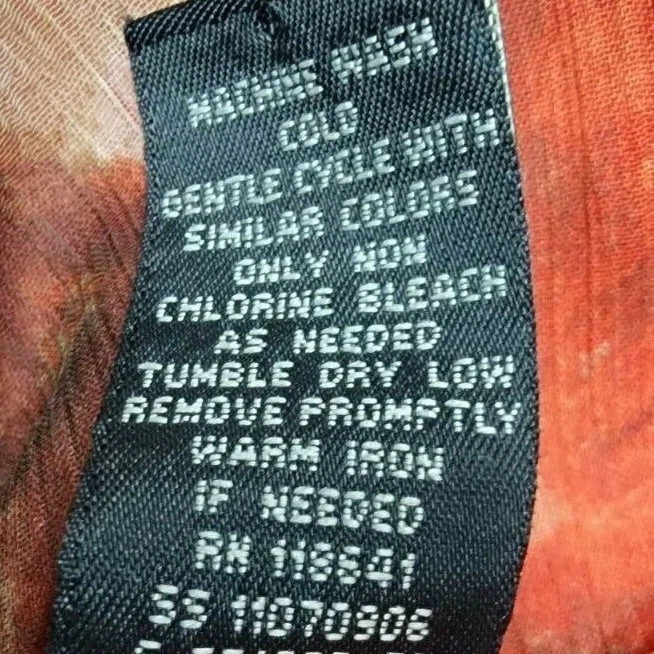 MACHINE WASH
COLD
GENTLE CYCLE WITH
SIMILAR COLORS
ONLY NON
CHLORINE BLEACH
AS NEEDED
TUMBLE DRY LOW
REMOVE PROMPTLY
WARM IRON
IF NEEDED
RN 118641
SS 11070906